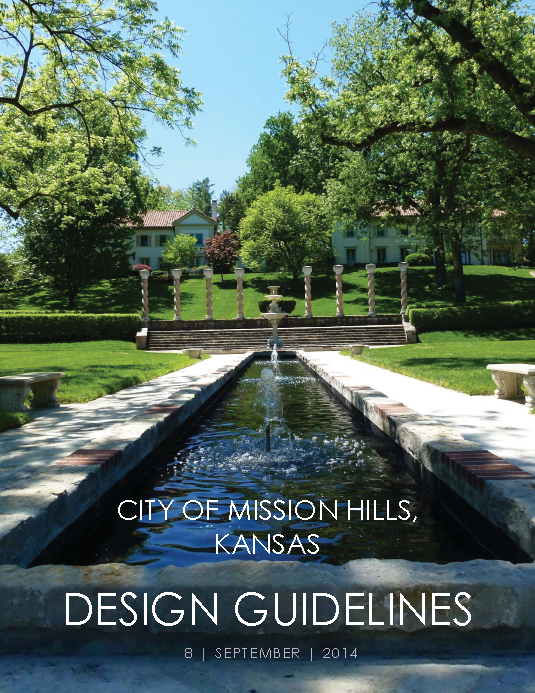 CITY OF MISSION HILLS,
KANSAS
DESIGN GUIDELINES
8 | SEPTEMBER | 2014